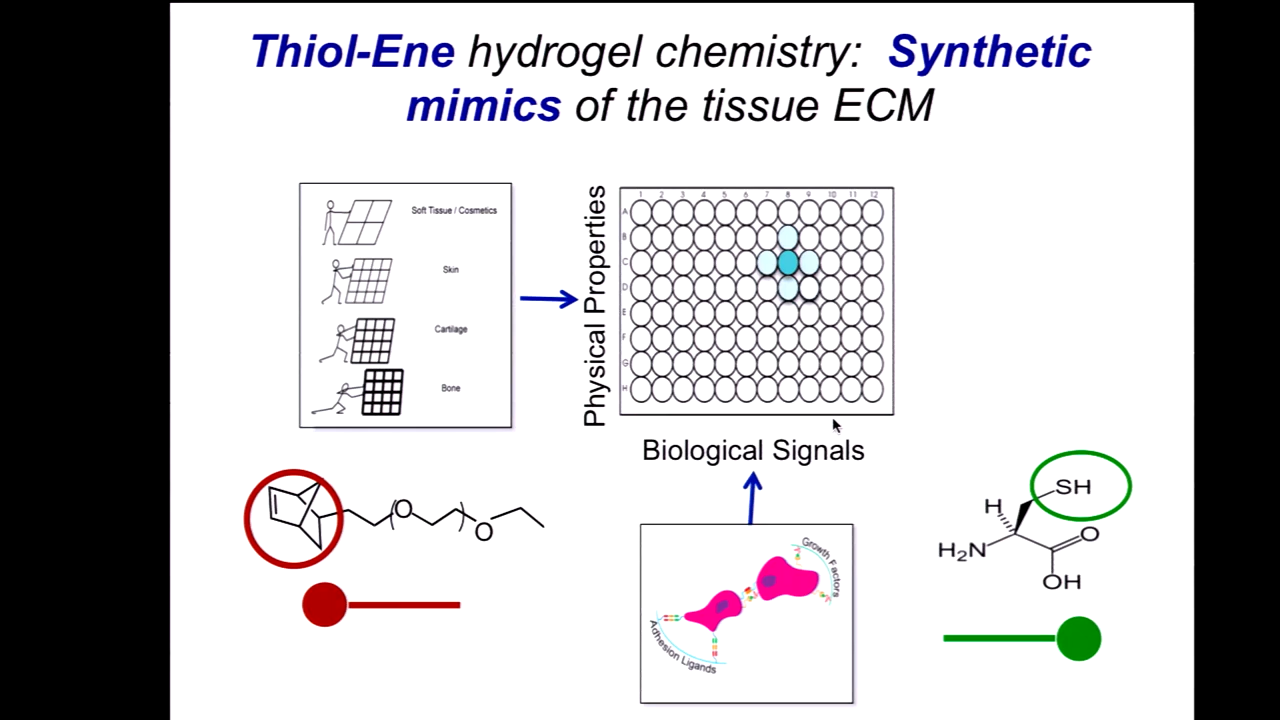 Thiol-Ene hydrogel chemistry: Synthetic
mimics of the tissue ECM
Soft Tissue / Cosmetics
Skin
Cartilage
Bone
Physical Properties
1 2 3 4 5 6 7 8 9 10 11 12
A
B
C
D
E
F
G
H
Biological Signals
O
O
Growth Factors
Adhesion Ligands
SH
H
H₂N
O
OH